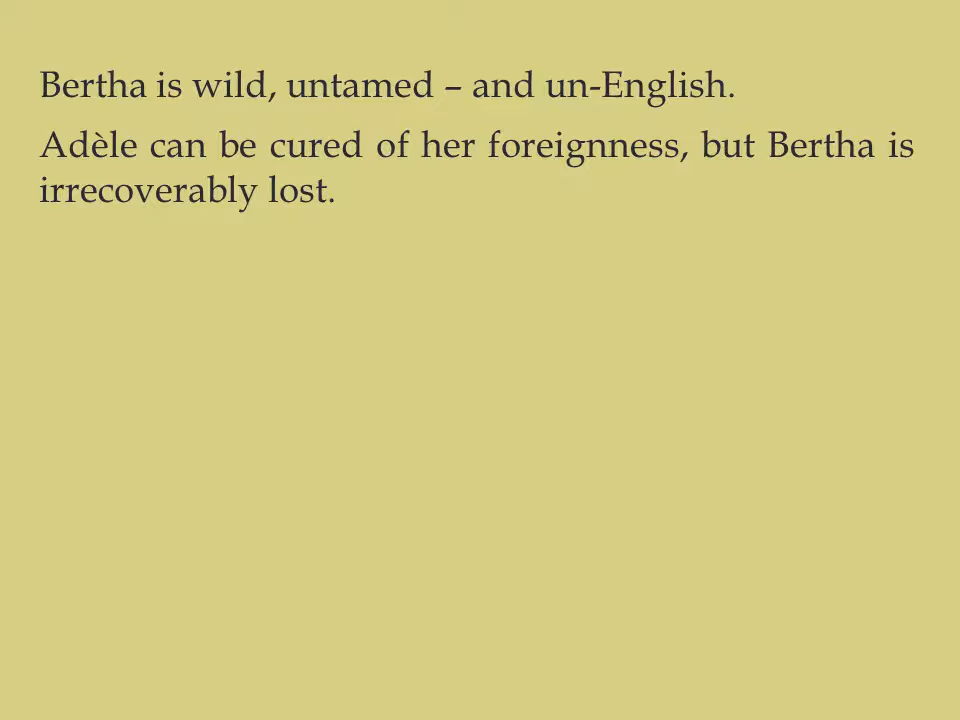 Bertha is wild, untamed – and un-English.
Adèle can be cured of her foreignness, but Bertha is
irrecoverably lost.